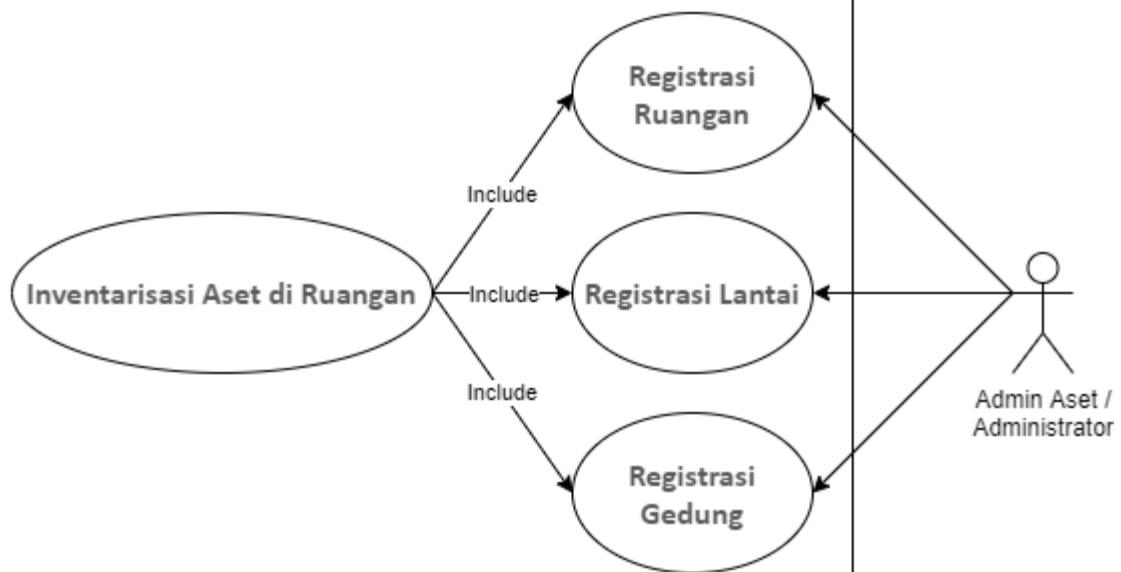 Registrasi
Ruangan
Include
Inventarisasi Aset di Ruangan
Include
Registrasi Lantai
Include
Registrasi
Gedung
Admin Aset /
Administrator